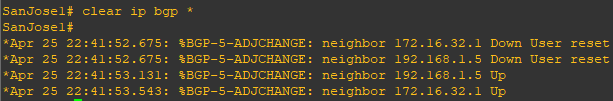 SanJose1# clear ip bgp *
SanJose1#
*Apr 25 22:41:52.675: %BGP-5-ADJCHANGE: neighbor 172.16.32.1 Down User reset
*Apr 25 22:41:52.675: %BGP-5-ADJCHANGE: neighbor 192.168.1.5 Down User reset
*Apr 25 22:41:53.131: %BGP-5-ADJCHANGE: neighbor 192.168.1.5 Up
*Apr 25 22:41:53.543: %BGP-5-ADJCHANGE: neighbor 172.16.32.1 Up